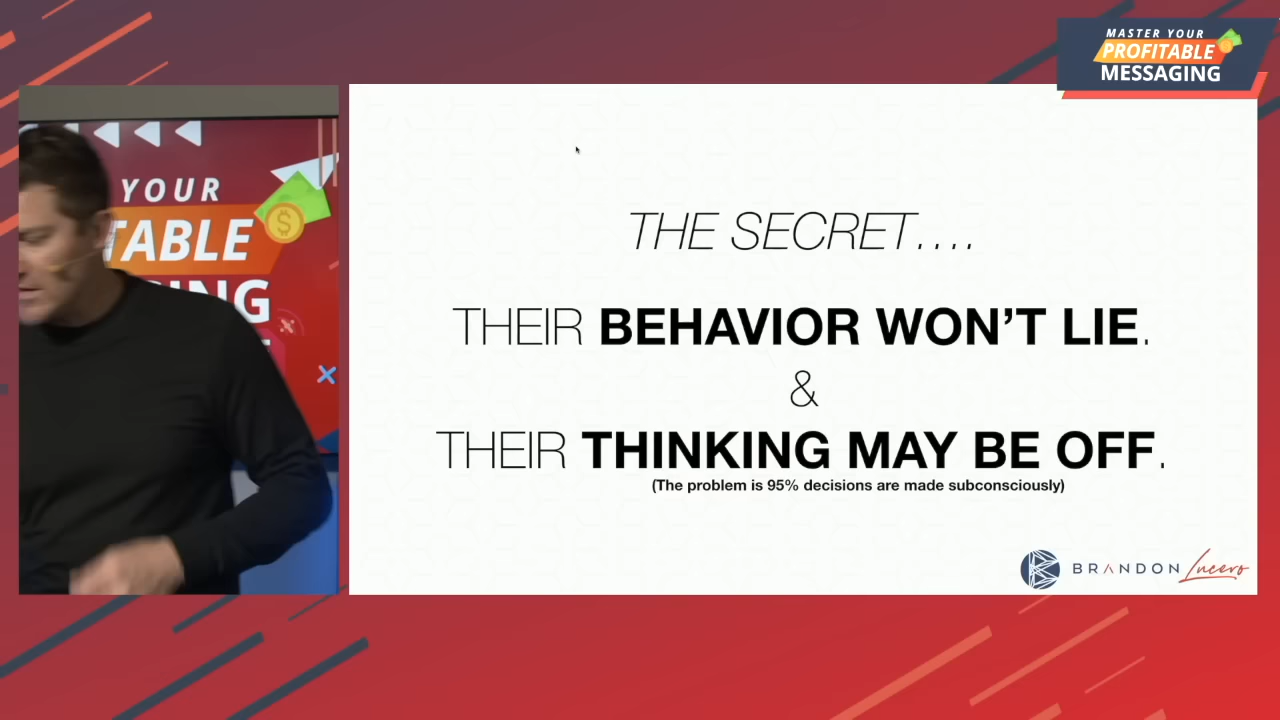 MASTER YOUR
PROFITABLE
MESSAGING
YOUR
TABLE
ING
THE SECRET....
THEIR BEHAVIOR WON'T LIE.
&
THEIR THINKING MAY BE OFF.
(The problem is 95% decisions are made subconsciously)
BRANDON Lucero